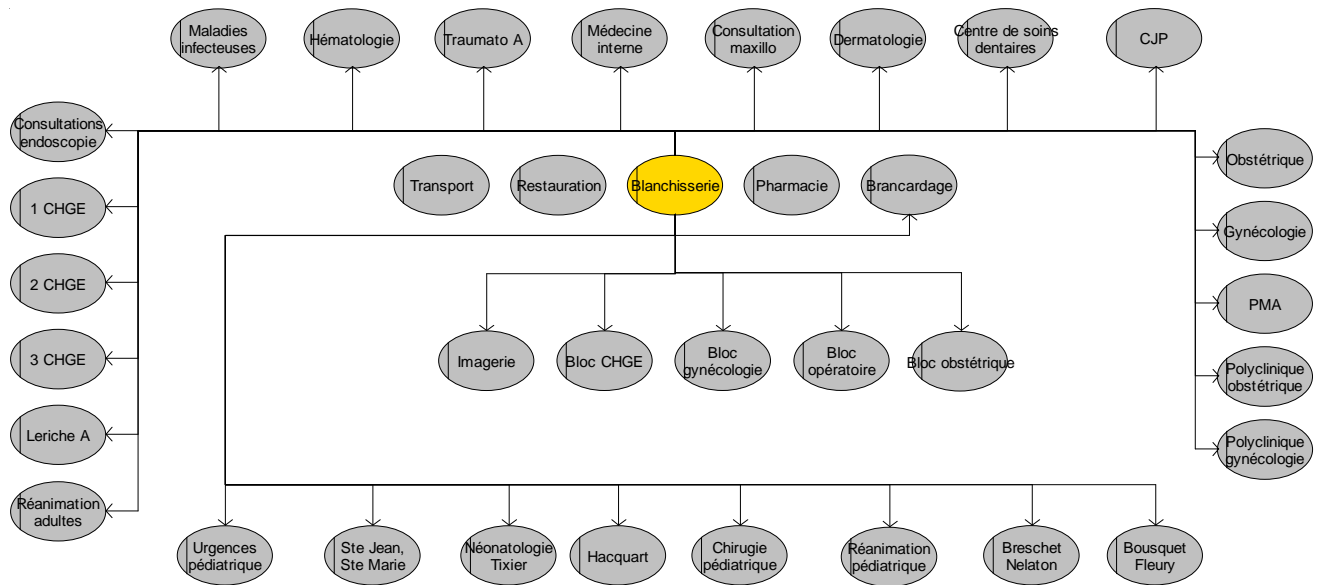 Maladies
infecteuses
Hématologie
Traumato A
Médecine
interne
Consultation
maxillo
Dermatologie
Centre de soins
dentaires
CJP
Consultations
endoscopie
1 CHGE
2 CHGE
3 CHGE
Leriche A
Réanimation
adultes
Transport
Restauration
Blanchisserie
Pharmacie
Brancardage
Imagerie
Bloc CHGE
Bloc
gynécologie
Bloc
opératoire
Bloc obstétrique
Obstétrique
Gynécologie
PMA
Polyclinique
obstétrique
Polyclinique
gynécologie
Urgences
pédiatrique
Ste Jean,
Ste Marie
Néonatologie
Tixier
Hacquart
Chirugie
pédiatrique
Réanimation
pédiatrique
Breschet
Nelaton
Bousquet
Fleury